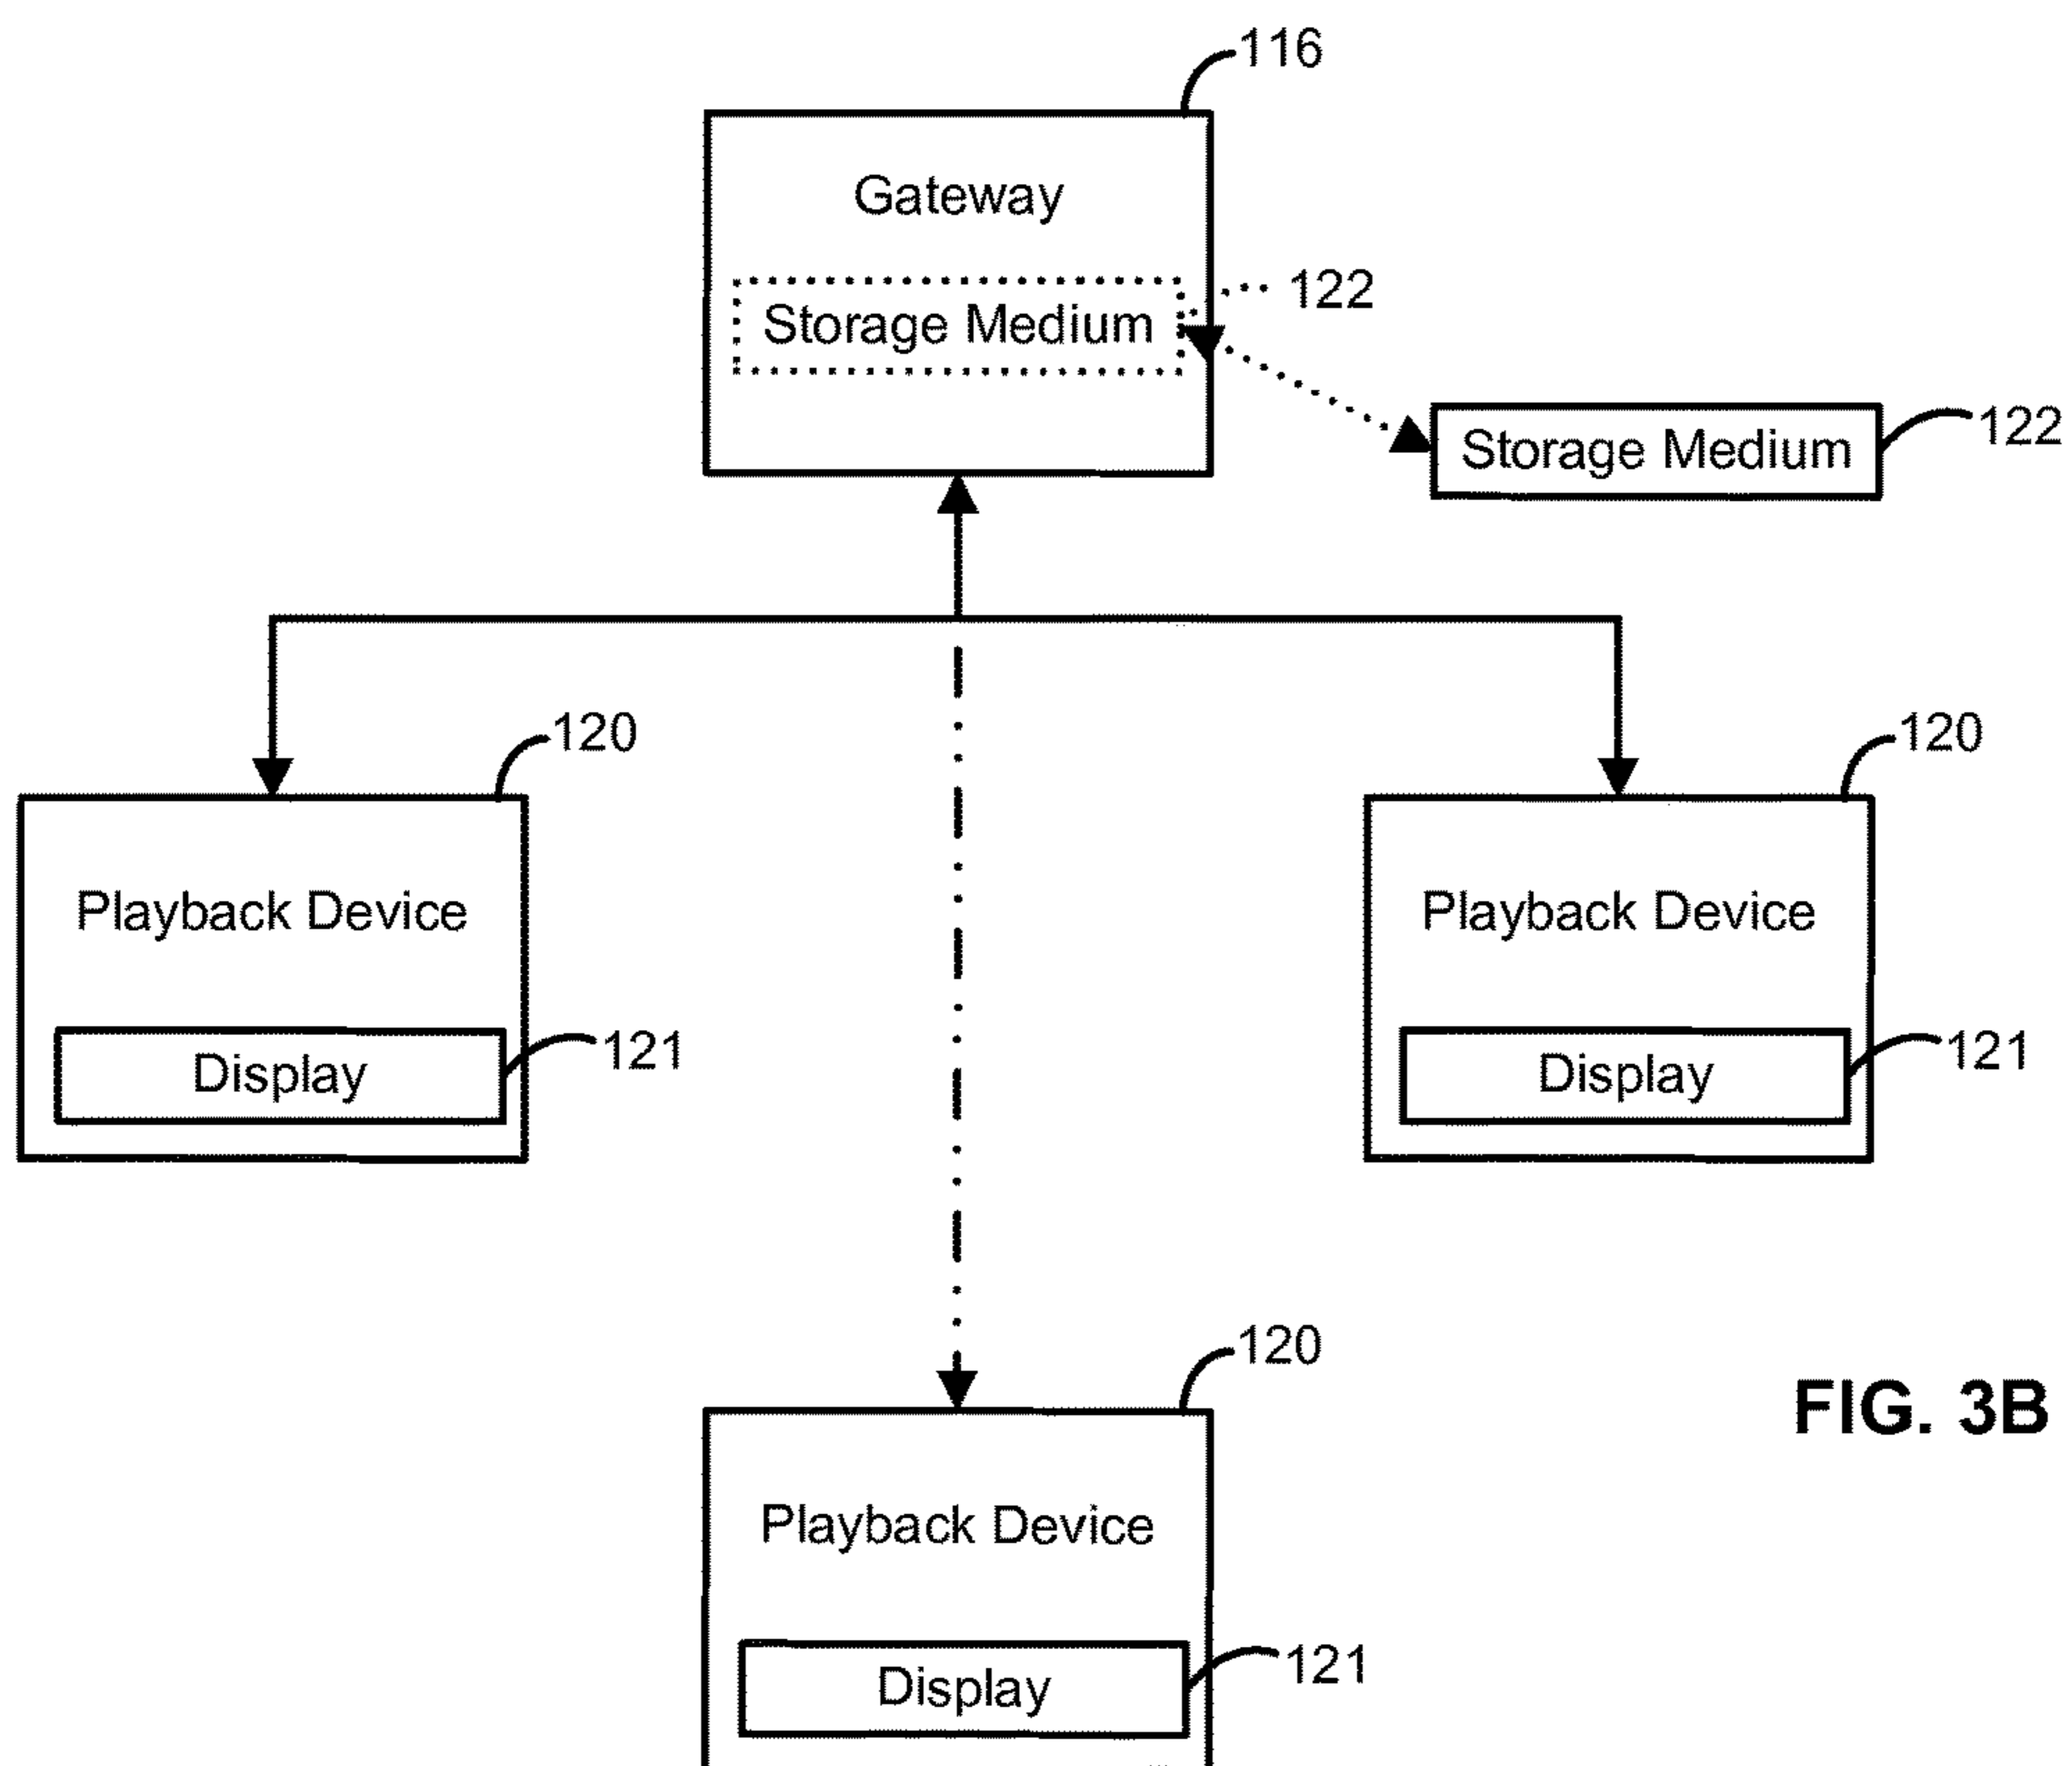 116
Gateway
122
Storage Medium
122
Storage Medium
120
120
Playback Device
Playback Device
121
121
Display
Display
120
FIG. 3B
Playback Device
121
Display